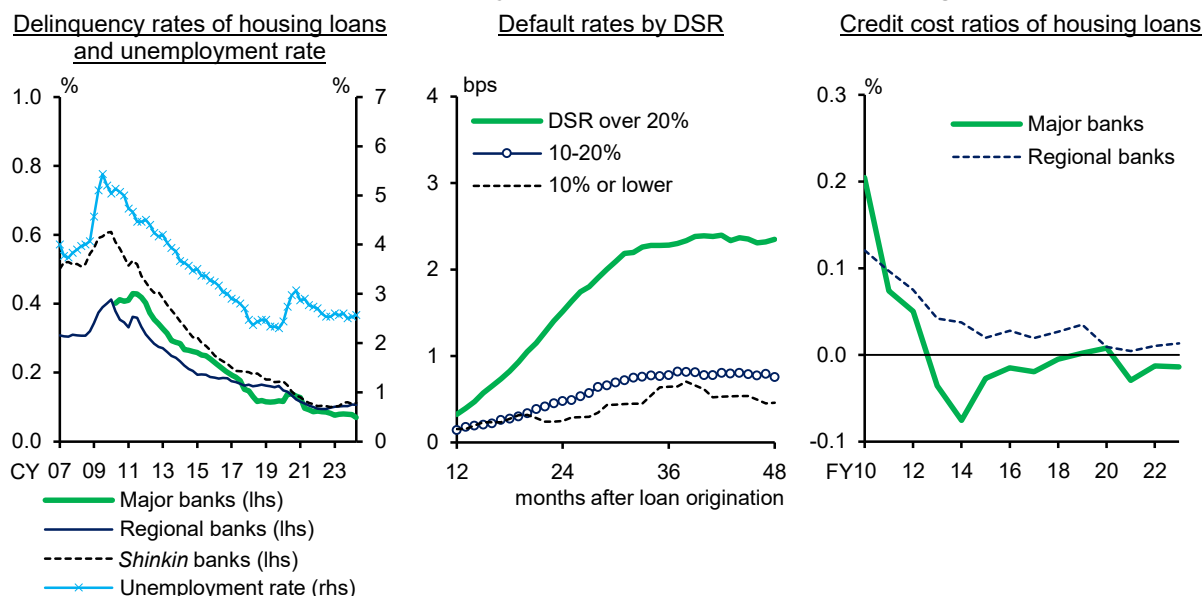 Delinquency rates of housing loans
and unemployment rate
%
%
1.0
0.8
0.6
0.4
0.2
0.0
7
6
5
4
3
2
1
0
CY 07 09 11 13 15 17 19 21 23
Major banks (lhs)
Regional banks (lhs)
Shinkin banks (lhs)
Unemployment rate (rhs)
Default rates by DSR
bps
4
3
2
1
0
DSR over 20%
10-20%
10% or lower
12 24 36 48
months after loan origination
Credit cost ratios of housing loans
%
0.3
0.2
0.1
0.0
-0.1
Major banks
Regional banks
FY10 12 14 16 18 20 22